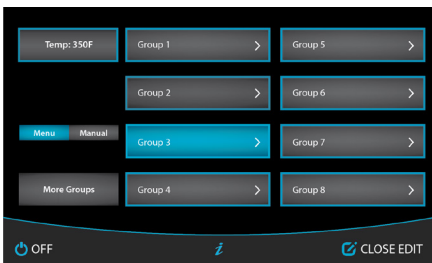 Temp: 350F
Group 1
Group 5
Group 2
Group 6
Menu
Manual
Group 3
Group 7
More Groups
Group 4
Group 8
OFF
i
CLOSE EDIT